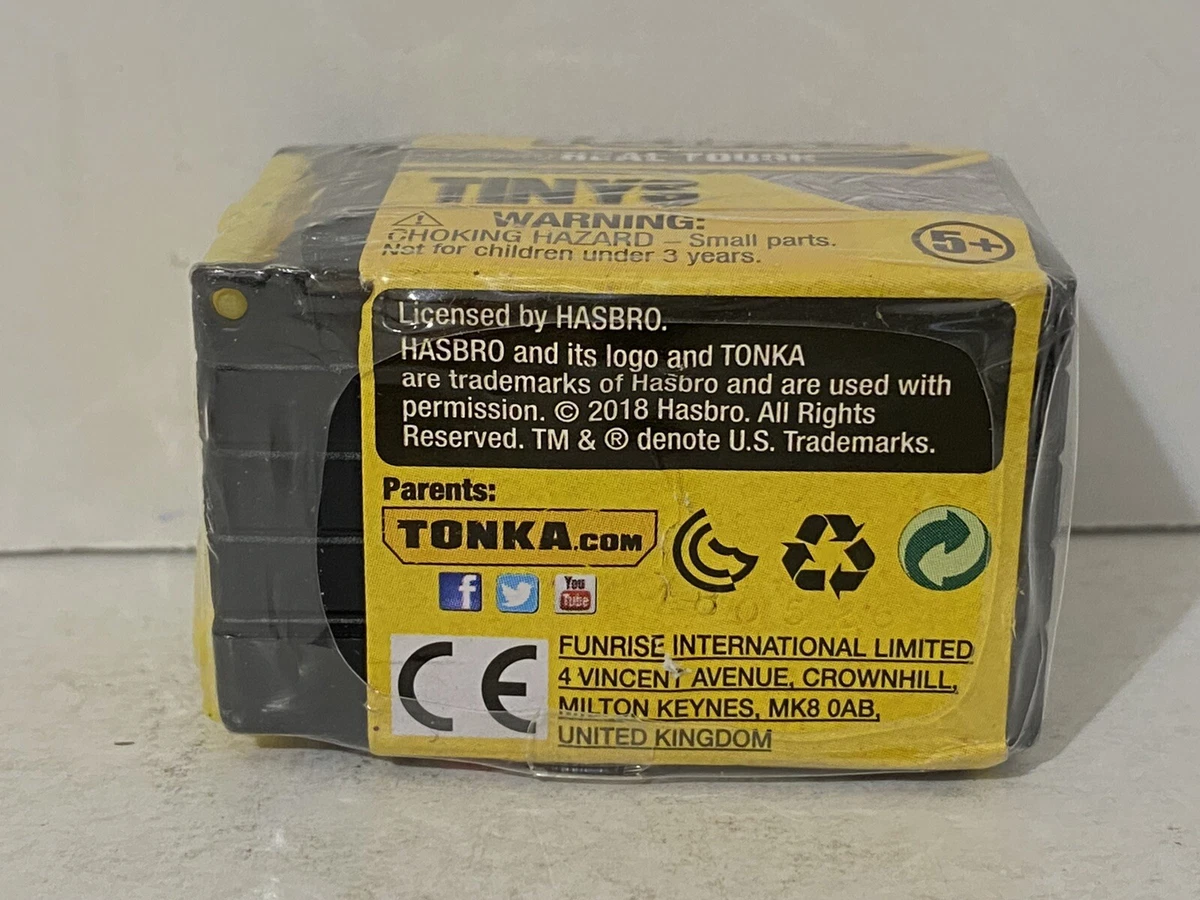 REAL TOUGH
TINYS
WARNING:
CHOKING HAZARD – Small parts.
Not for children under 3 years.
5+
Licensed by HASBRO.
HASBRO and its logo and TONKA
are trademarks of Hasbro and are used with
permission. © 2018 Hasbro. All Rights
Reserved. TM & ® denote U.S. Trademarks.
Parents:
TONKA.COM
f
You
Tube
CE
FUNRISE INTERNATIONAL LIMITED
4 VINCENT AVENUE, CROWNHILL,
MILTON KEYNES, MK8 0AB,
UNITED KINGDOM